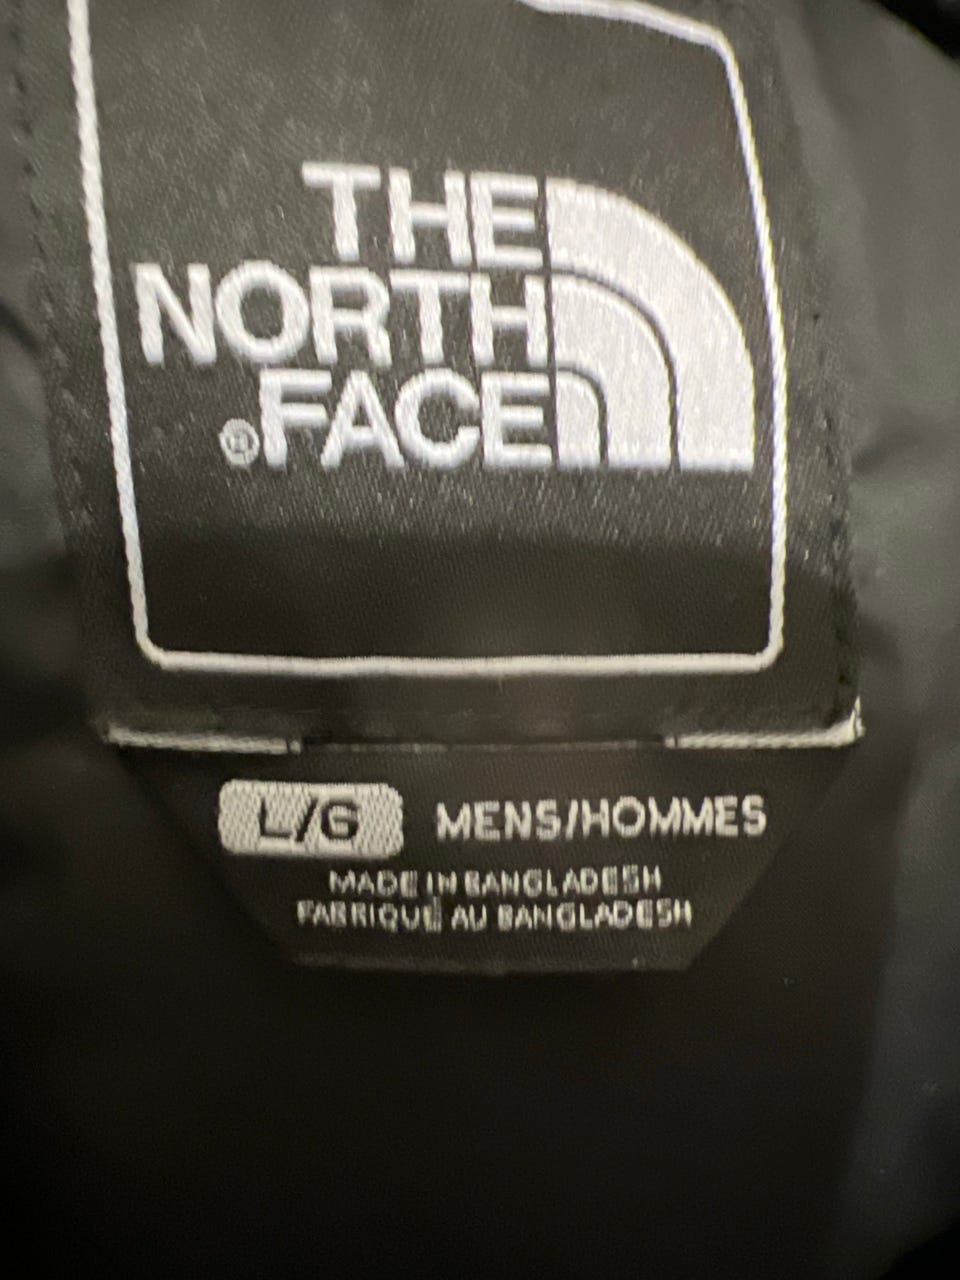 THE
NORTH
FACE®
L/G MENS/HOMMES
MADE IN BANGLADESH
FABRIQUÉ AU BANGLADESH